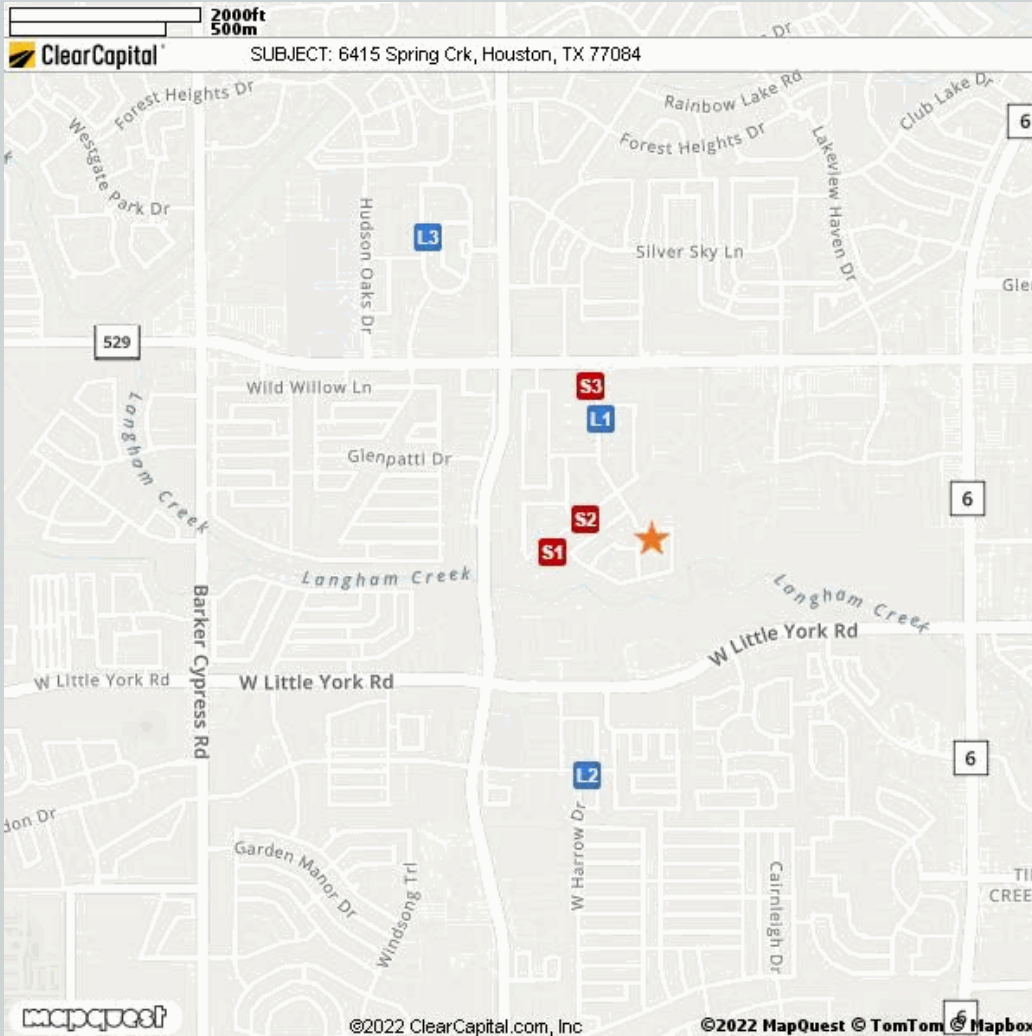 2000ft
500m
ClearCapital
SUBJECT: 6415 Spring Crk, Houston, TX 77084
Dr
Forest Heights Dr
Rainbow Lake Rd
Club Lake Dr
6
Westgate Park Dr
Forest Heights Dr
Lakeview Haven Dr
Hudson Oaks Dr
L3
Silver Sky Ln
Gle
529
S3
Wild Willow Ln
L1
Langham Creek
Glenpatti Dr
6
S2
S1
Langham Creek
Langham Creek
Barker Cypress Rd
W Little York Rd
W Little York Rd
W Little York Rd
6
L2
don Dr
W Harrow Dr
Garden Manor Dr
Windsong Trl
Cairnleigh Dr
TI
CREE
6
mapquest
©2022 ClearCapital.com, Inc
©2022 MapQuest © TomTom © Mapbo